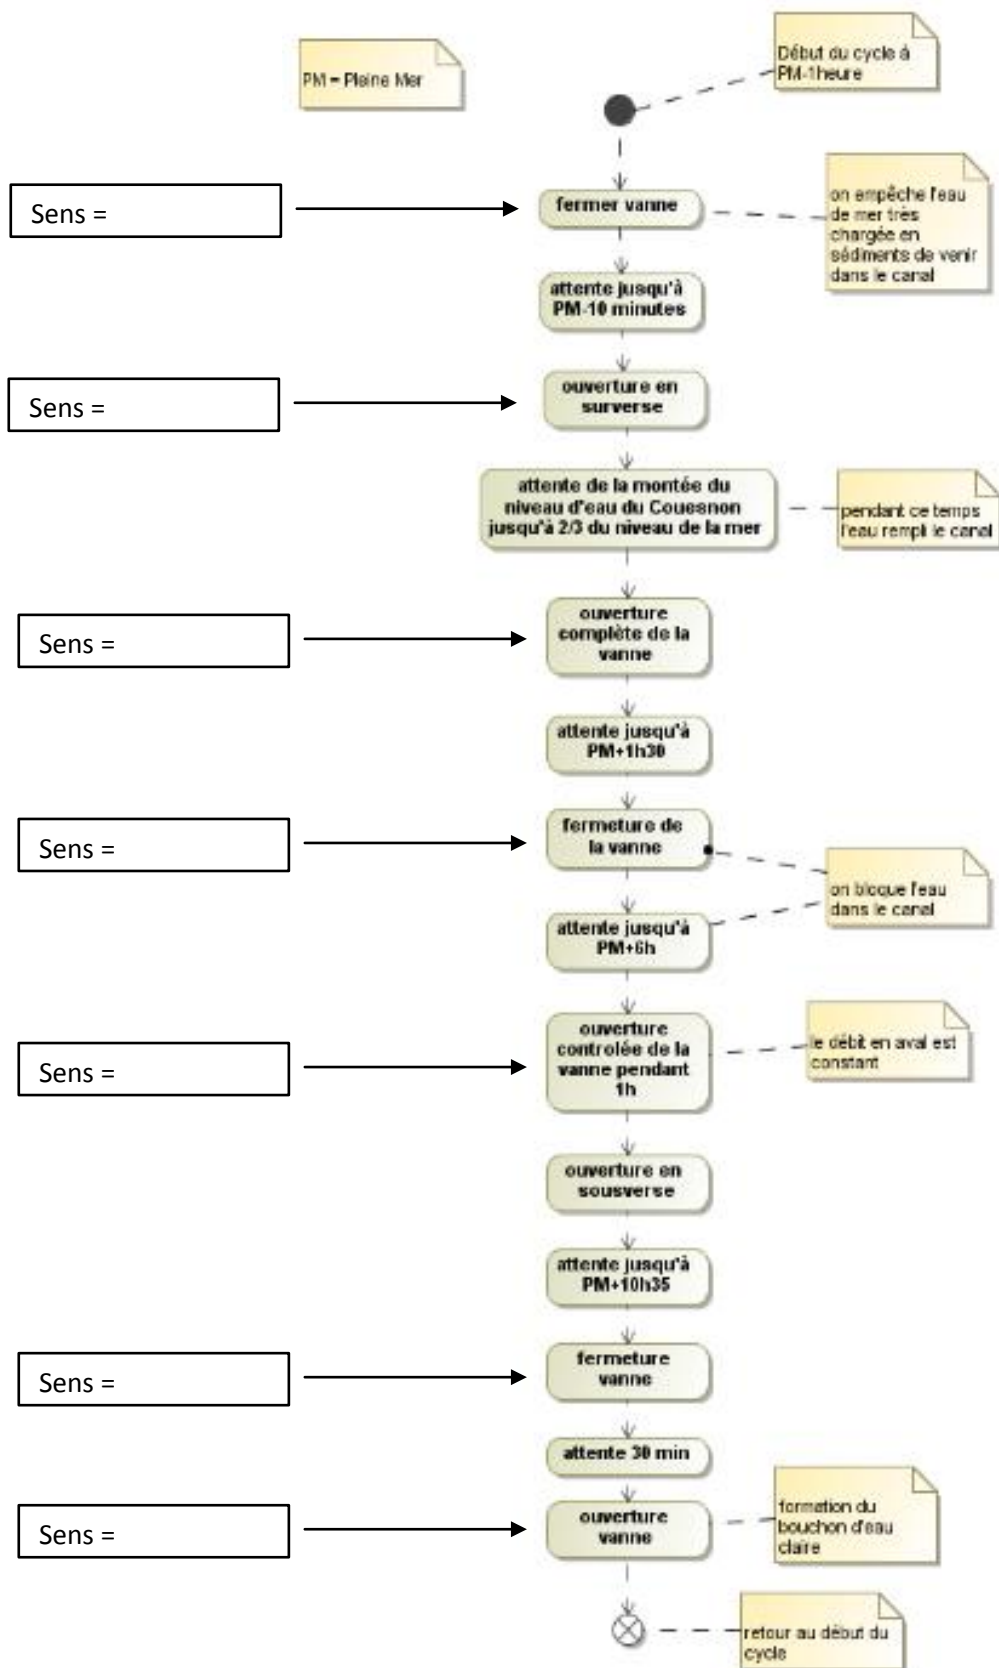 PM = Pleine Mer
Début du cycle à
PM-1heure
Sens =
fermer vanne
on empêche l'eau
de mer très
chargée en
sédiments de venir
dans le canal
attente jusqu'à
PM-10 minutes
Sens =
ouverture en
surverse
attente de la montée du
niveau d'eau du Couesnon
jusqu'à 2/3 du niveau de la mer
pendant ce temps
l'eau rempli le canal
Sens =
ouverture
complète de la
vanne
attente jusqu'à
PM+1h30
Sens =
fermeture de
la vanne
on bloque l'eau
dans le canal
attente jusqu'à
PM+6h
Sens =
ouverture
controlée de la
vanne pendant
1h
le débit en aval est
constant
ouverture en
sousverse
attente jusqu'à
PM+10h35
Sens =
fermeture
vanne
attente 30 min
Sens =
ouverture
vanne
formation du
bouchon d'eau
claire
retour au début du
cycle